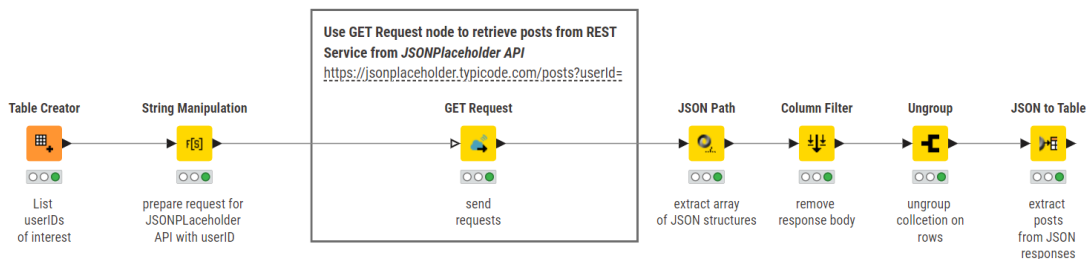 Use GET Request node to retrieve posts from REST
Service from JSONPlaceholder API
https://jsonplaceholder.typicode.com/posts?userId=
Table Creator
String Manipulation
GET Request
JSON Path
Column Filter
Ungroup
JSON to Table
F[S]
List
userIDs
of interest
prepare request for
JSONPLaceholder
API with userID
send
requests
extract array
of JSON structures
remove
response body
ungroup
collcetion on
rows
extract
posts
from JSON
responses